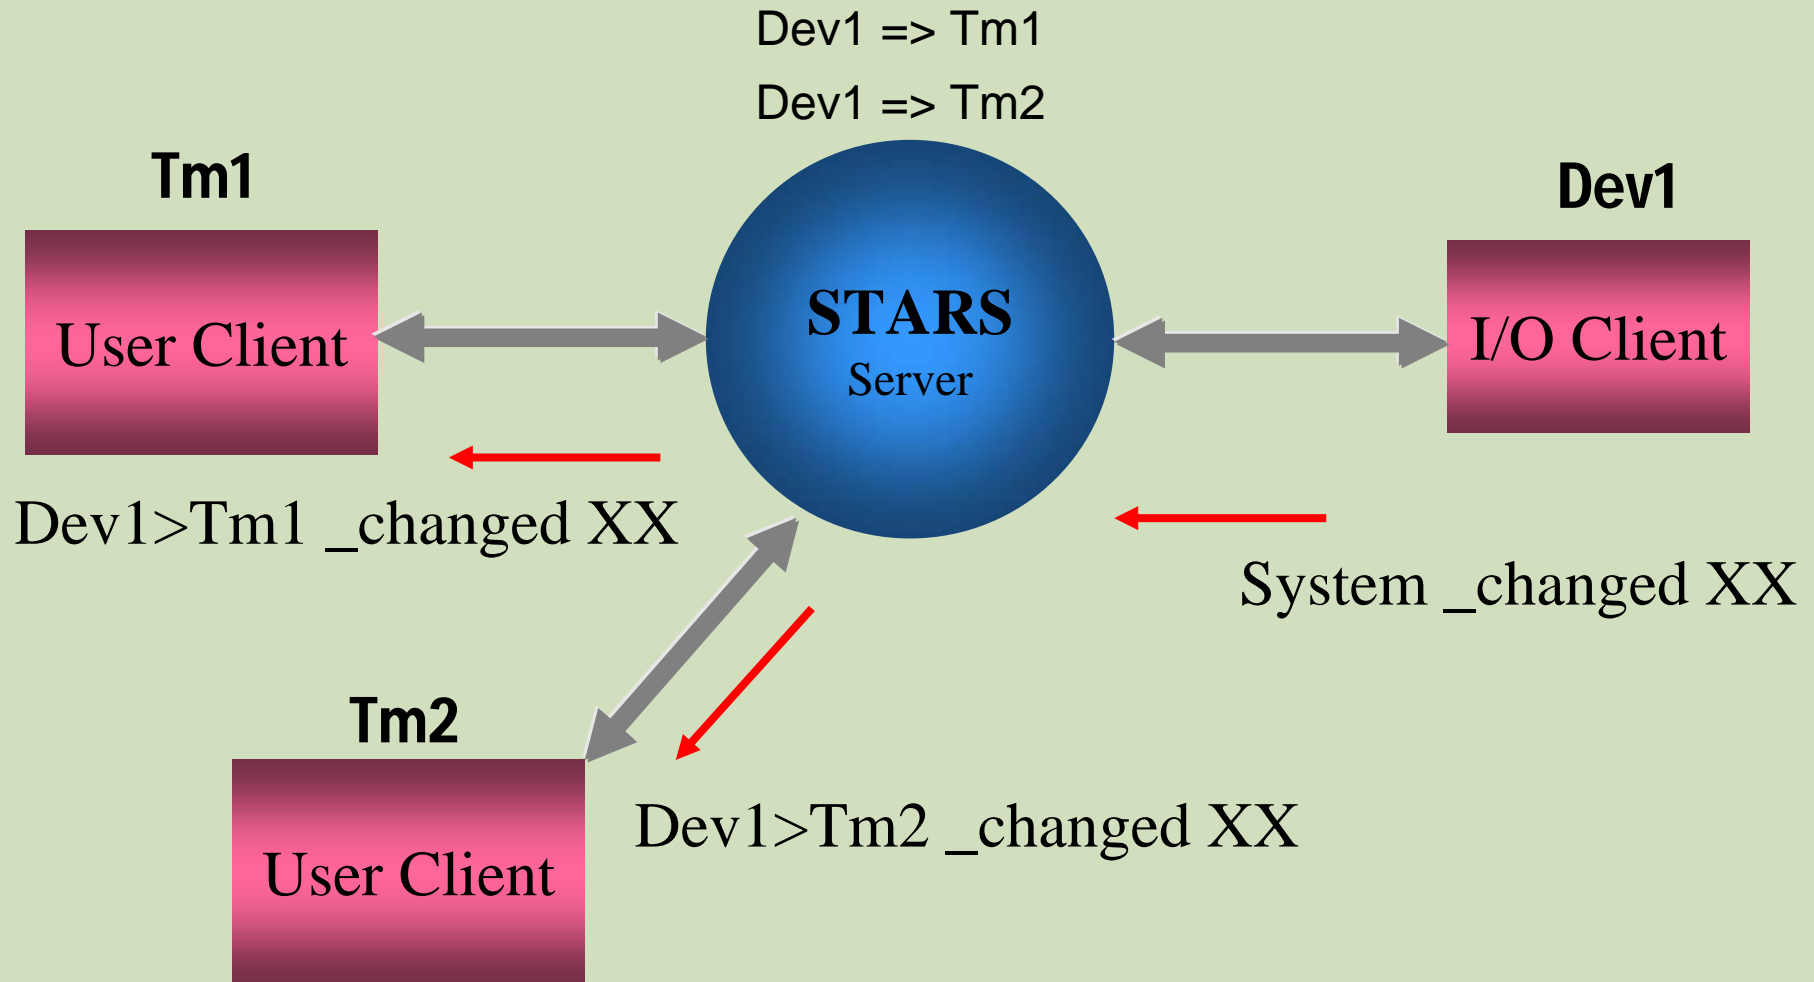 Dev1 => Tm1
Dev1 => Tm2
Tm1
Dev1
User Client
STARS
Server
I/O Client
Dev1>Tm1 _changed XX
System _changed XX
Tm2
Dev1>Tm2 _changed XX
User Client